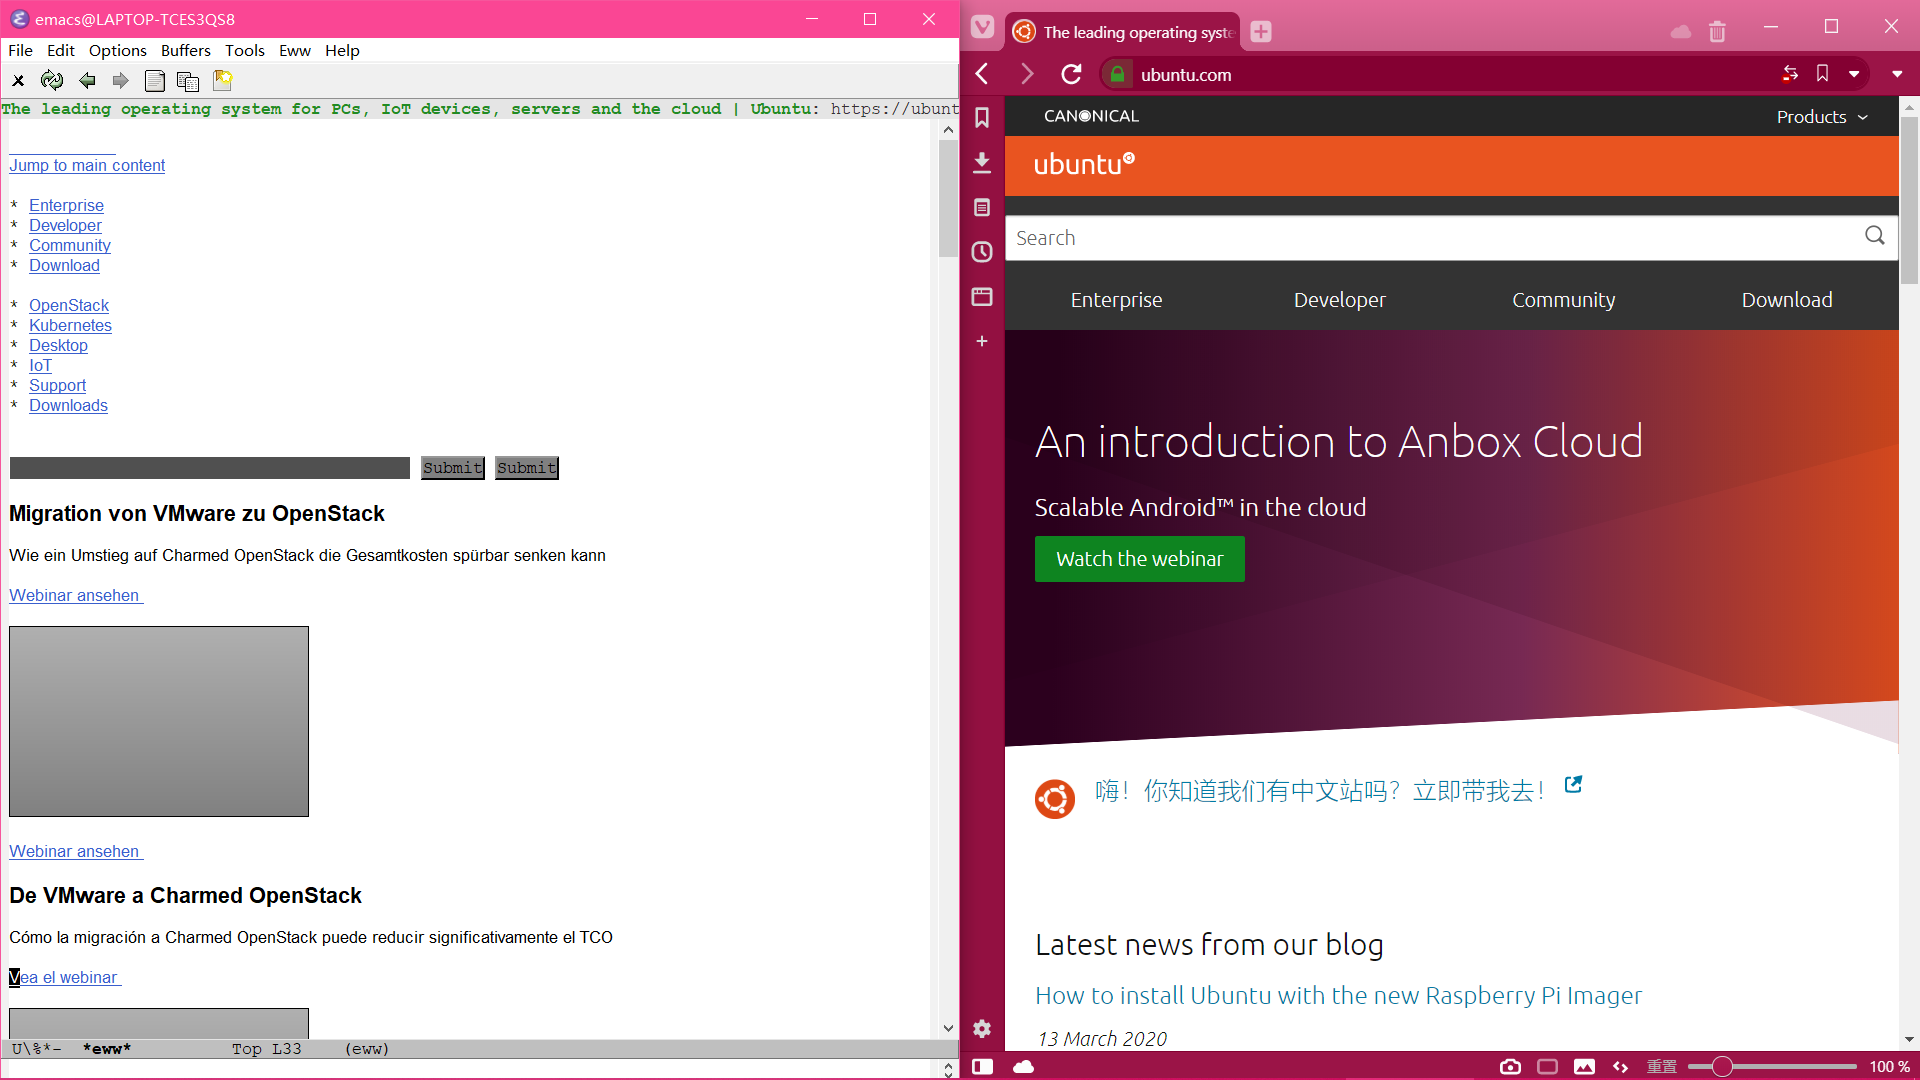 emacs@LAPTOP-TCES3QS8
File Edit Options Buffers Tools Eww Help
The leading operating system for PCs, IoT devices, servers and the cloud | Ubuntu: https://ubunt
Jump to main content
* Enterprise
* Developer
* Community
* Download
* OpenStack
* Kubernetes
* Desktop
* IoT
* Support
* Downloads
Submit Submit
Migration von VMware zu OpenStack
Wie ein Umstieg auf Charmed OpenStack die Gesamtkosten spürbar senken kann
Webinar ansehen
Webinar ansehen
De VMware a Charmed OpenStack
Cómo la migración a Charmed OpenStack puede reducir significativamente el TCO
Vea el webinar
U\%*- *eww* Top L33 (eww)
The leading operating syste
ubuntu.com
CANONICAL
Products
ubuntu
Search
Enterprise Developer Community Download
An introduction to Anbox Cloud
Scalable Android™ in the cloud
Watch the webinar
嗨！你知道我们有中文站吗？立即带我去！
Latest news from our blog
How to install Ubuntu with the new Raspberry Pi Imager
13 March 2020
重置 100 %